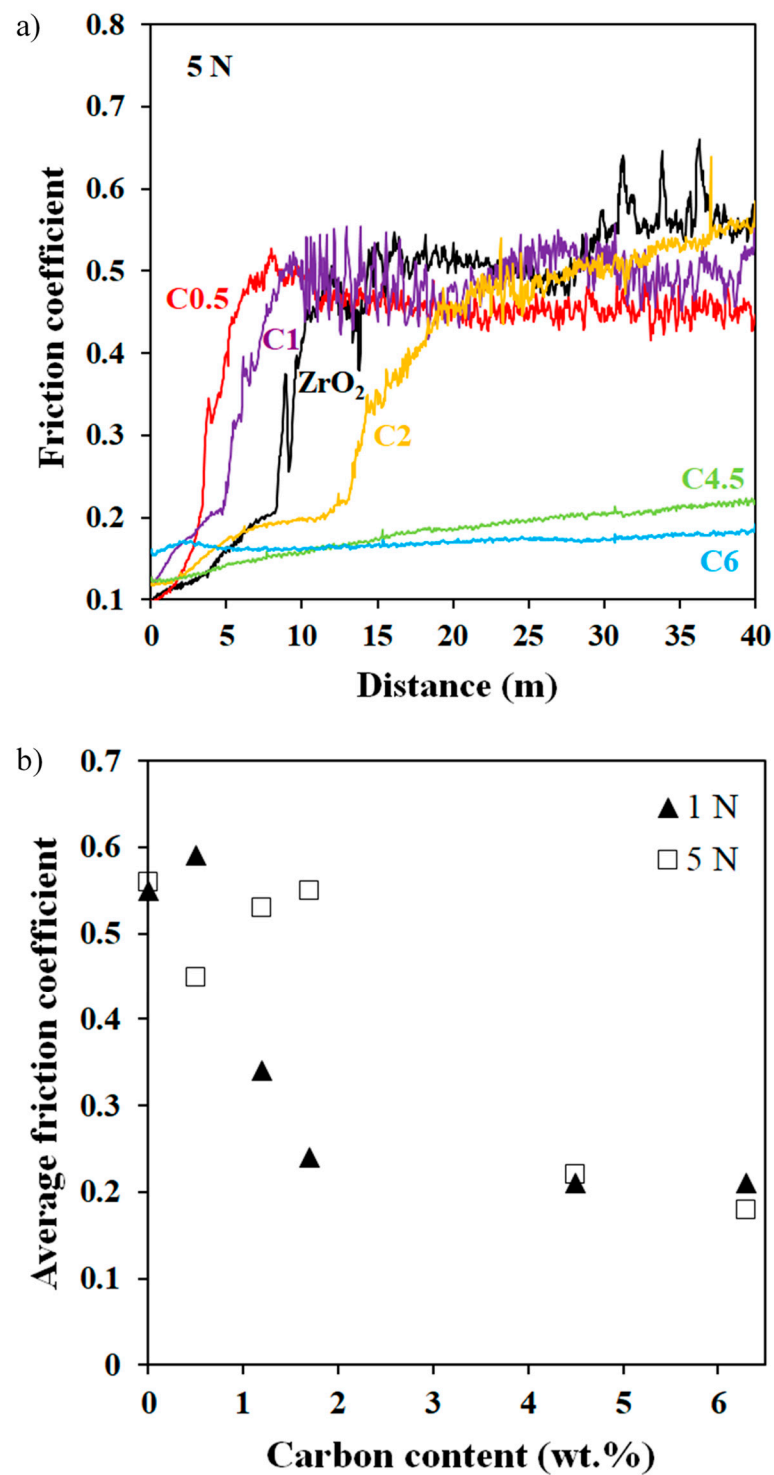 a)
0.8
5 N
0.7
0.6
0.5
0.4
0.3
0.2
0.1
Friction coefficient
C0.5
C1
ZrO2
C2
C4.5
C6
0 5 10 15 20 25 30 35 40
Distance (m)
b)
0.7
0.6
0.5
0.4
0.3
0.2
0.1
0
Average friction coefficient
▲ 1 N
□ 5 N
0 1 2 3 4 5 6
Carbon content (wt.%)